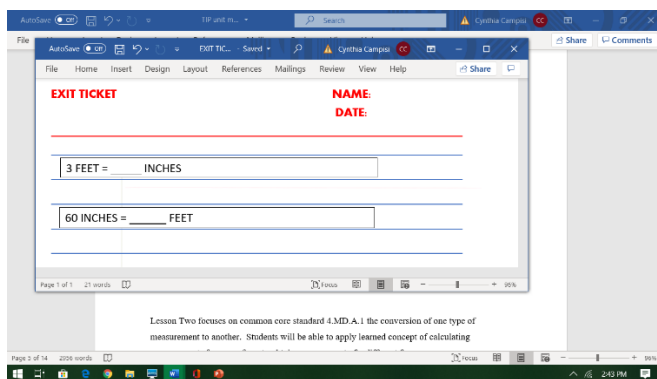 AutoSave Off TIP unit m... Search Cynthia Campisi CC
File Share Comments
AutoSave Off EXIT TIC... - Saved Cynthia Campisi CC
File Home Insert Design Layout References Mailings Review View Help Share
EXIT TICKET NAME:
DATE:
3 FEET = ______ INCHES
60 INCHES = _______ FEET
Page 1 of 1 21 words Focus 95%
Lesson Two focuses on common core standard 4.MD.A.1 the conversion of one type of
measurement to another. Students will be able to apply learned concept of calculating
Page 5 of 14 2056 words Focus 96%
2:43 PM